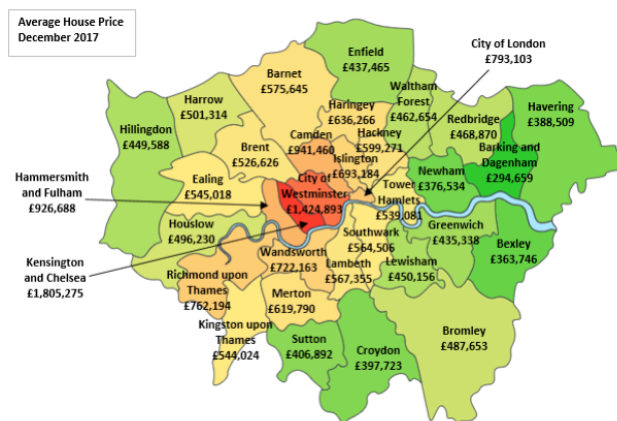 Average House Price
December 2017
City of London
£793,103
Enfield
£437,465
Barnet
£575,645
Harrow
£501,314
Haringey
£636,266
Waltham
Forest
£462,654
Redbridge
£468,870
Havering
£388,509
Hillingdon
£449,588
Camden
£941,460
Hackney
£599,271
Barking and
Dagenham
£294,659
Brent
£526,626
Islington
£693,184
Newham
£376,534
Hammersmith
and Fulham
£926,688
Ealing
£545,018
City of
Westminster
£1,424,893
Tower
Hamlets
£539,081
Houslow
£496,230
Southwark
£564,506
Greenwich
£435,338
Bexley
£363,746
Kensington
and Chelsea
£1,805,275
Richmond upon
Thames
£762,194
Wandsworth
£722,163
Lambeth
£567,355
Lewisham
£450,156
Merton
£619,790
Kingston upon
Thames
£544,024
Sutton
£406,892
Croydon
£397,723
Bromley
£487,653